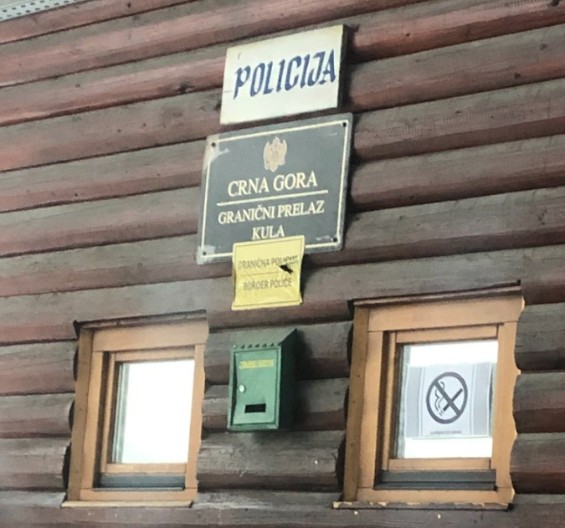 POLICIJA
CRNA GORA
GRANIČNI PRELAZ
KULA
GRANIČNA POLICIJA
BORDER POLICE